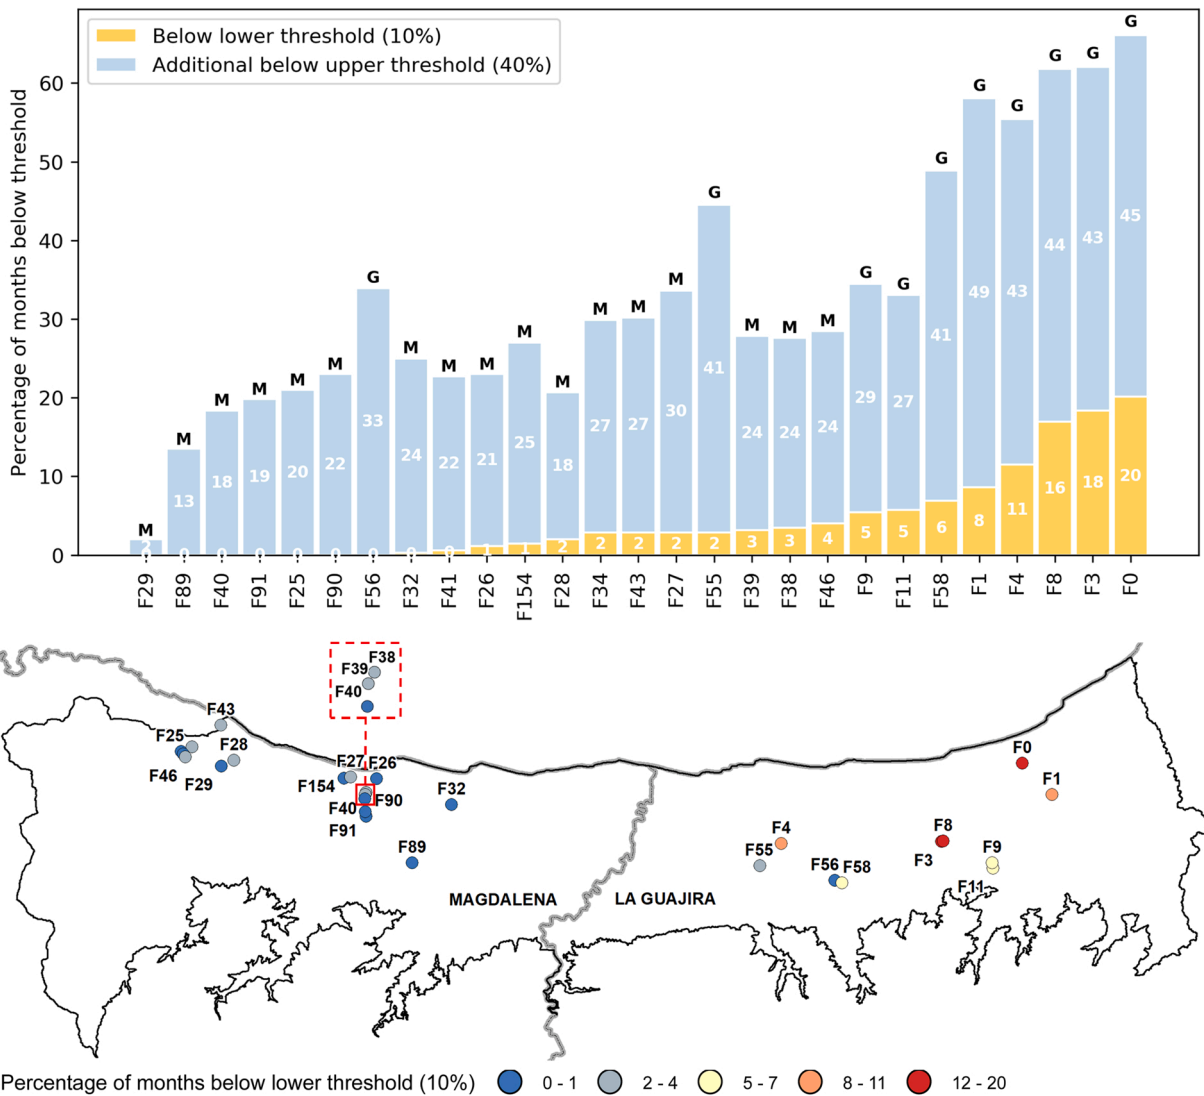 Below lower threshold (10%)
Additional below upper threshold (40%)
Percentage of months below threshold
60
50
40
30
20
10
0
M M M M M M G M M M M M M M M G M M M G G G G G G G G
2 13 18 19 20 22 33 24 22 21 25 18 27 27 30 41 24 24 24 29 27 41 49 43 44 43 45
0 0 0 0 0 0 0 0 1 1 2 2 2 2 2 3 3 4 5 5 6 8 11 16 18 20
F29 F89 F40 F91 F25 F90 F56 F32 F41 F26 F154 F28 F34 F43 F27 F55 F39 F38 F46 F9 F11 F58 F1 F4 F8 F3 F0
F38
F39
F40
F43
F25
F28
F46
F29
F27 F26
F154
F40 F90
F91
F32
F89
F0
F1
F4
F55
F56 F58
F8
F3
F9
F11
MAGDALENA
LA GUAJIRA
Percentage of months below lower threshold (10%) 0 - 1 2 - 4 5 - 7 8 - 11 12 - 20